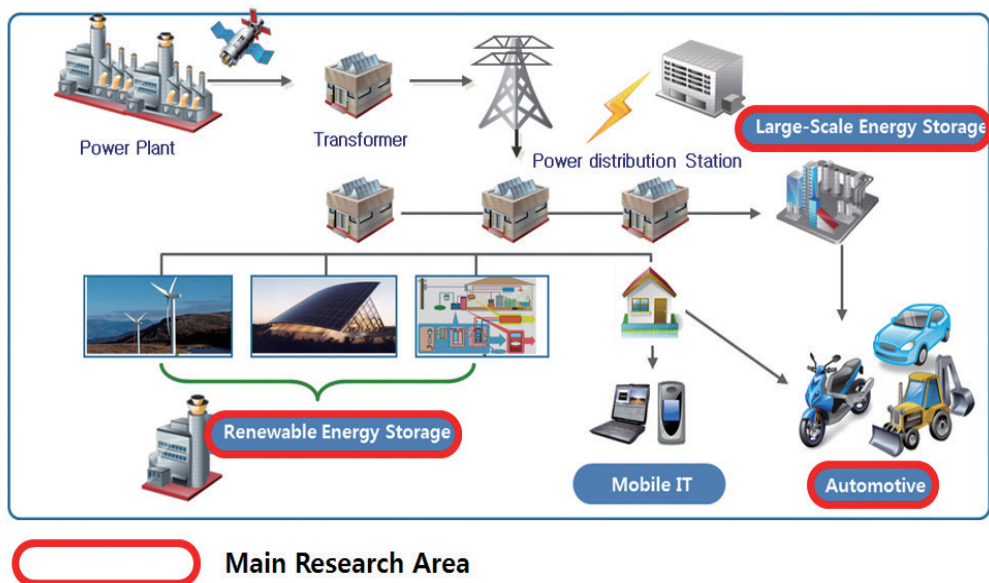 Power Plant
Transformer
Power distribution Station
Large-Scale Energy Storage
Renewable Energy Storage
Mobile IT
Automotive
Main Research Area